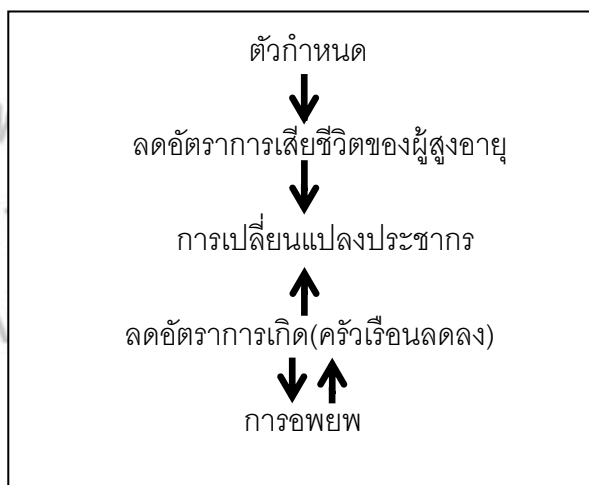 ตัวกำหนด
ลดอัตราการเสียชีวิตของผู้สูงอายุ
การเปลี่ยนแปลงประชากร
ลดอัตราการเกิด(ครัวเรือนลดลง)
การอพยพ